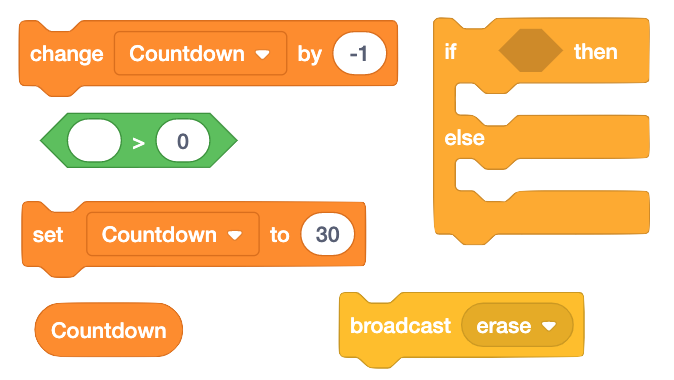 change Countdown by -1
if then
> 0
else
set Countdown to 30
Countdown
broadcast erase